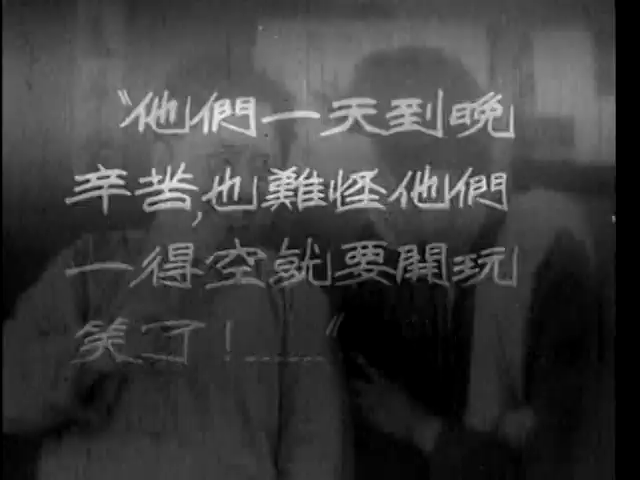 “他們一天到晚
辛苦,也難怪他們
一得空就要開玩
笑了！……”